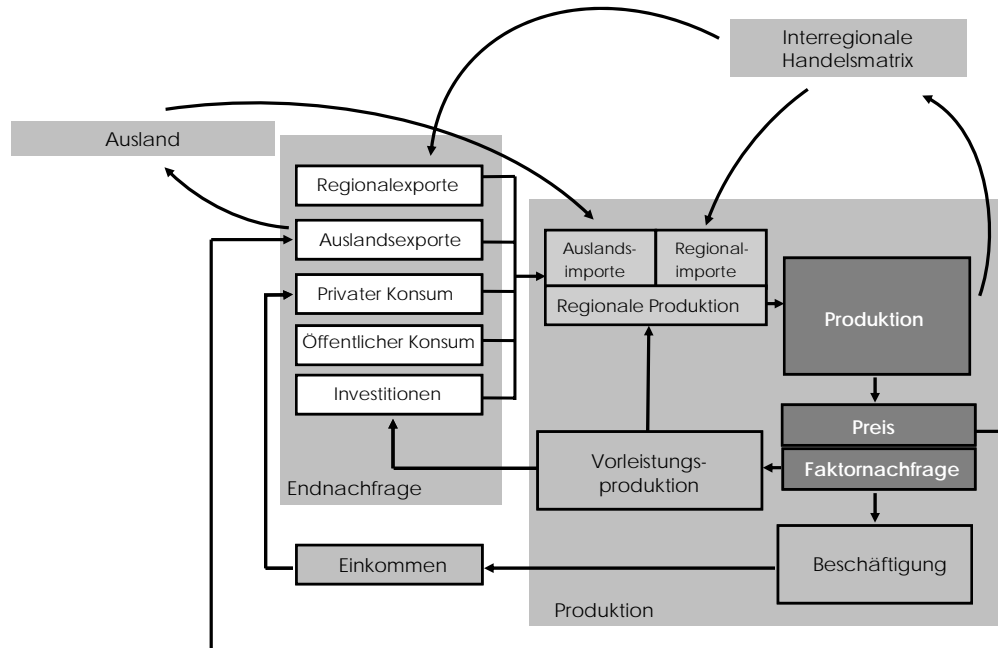 Interregionale
Handelsmatrix
Ausland
Regionalexporte
Auslandsexporte
Privater Konsum
Öffentlicher Konsum
Investitionen
Endnachfrage
Auslands-
importe
Regional-
importe
Regionale Produktion
Produktion
Preis
Faktornachfrage
Vorleistungs-
produktion
Einkommen
Beschäftigung
Produktion